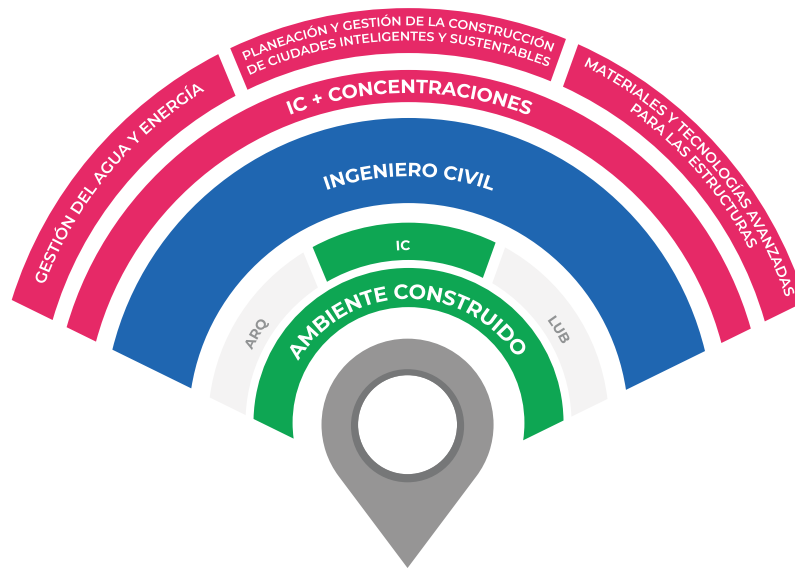 GESTIÓN DEL AGUA Y ENERGÍA
PLANEACIÓN Y GESTIÓN DE LA CONSTRUCCIÓN
DE CIUDADES INTELIGENTES Y SUSTENTABLES
MATERIALES Y TECNOLOGÍAS AVANZADAS
PARA LAS ESTRUCTURAS
IC + CONCENTRACIONES
INGENIERO CIVIL
ARQ
IC
LUB
AMBIENTE CONSTRUIDO